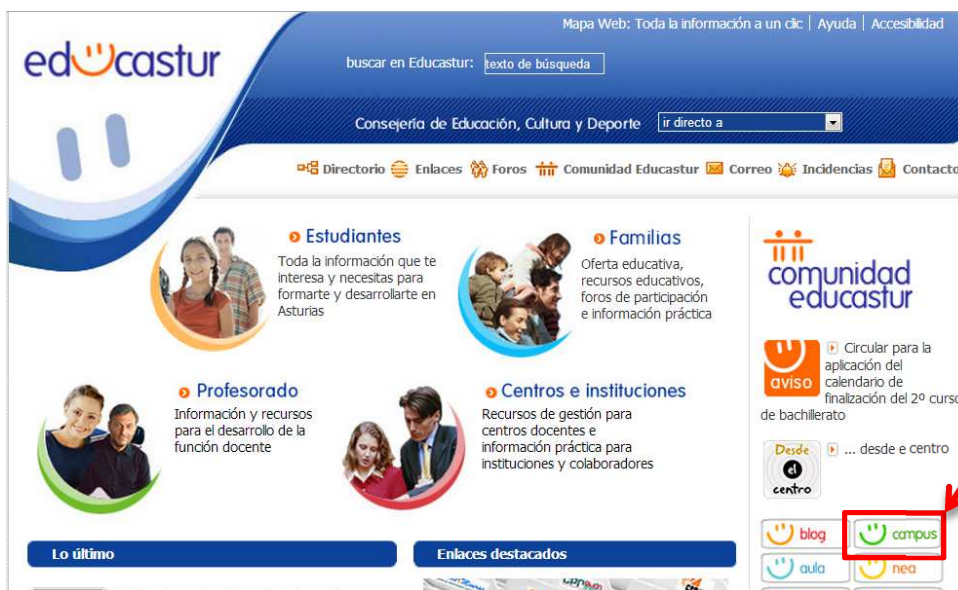 Mapa Web: Toda la información a un clic | Ayuda | Accesibilidad
educastur
buscar en Educastur: texto de búsqueda
Consejería de Educación, Cultura y Deporte ir directo a
Directorio Enlaces Foros Comunidad Educastur Correo Incidencias Contacto
Estudiantes
Toda la información que te
interesa y necesitas para
formarte y desarrollarte en
Asturias
Familias
Oferta educativa,
recursos educativos,
foros de participación
e información práctica
Profesorado
Información y recursos
para el desarrollo de la
función docente
Centros e instituciones
Recursos de gestión para
centros docentes e
información práctica para
instituciones y colaboradores
comunidad
educastur
aviso
Circular para la
aplicación del
calendario de
finalización del 2º curso
de bachillerato
Desde
el
centro
... desde e centro
blog campus
aula nea
Lo último
Enlaces destacados